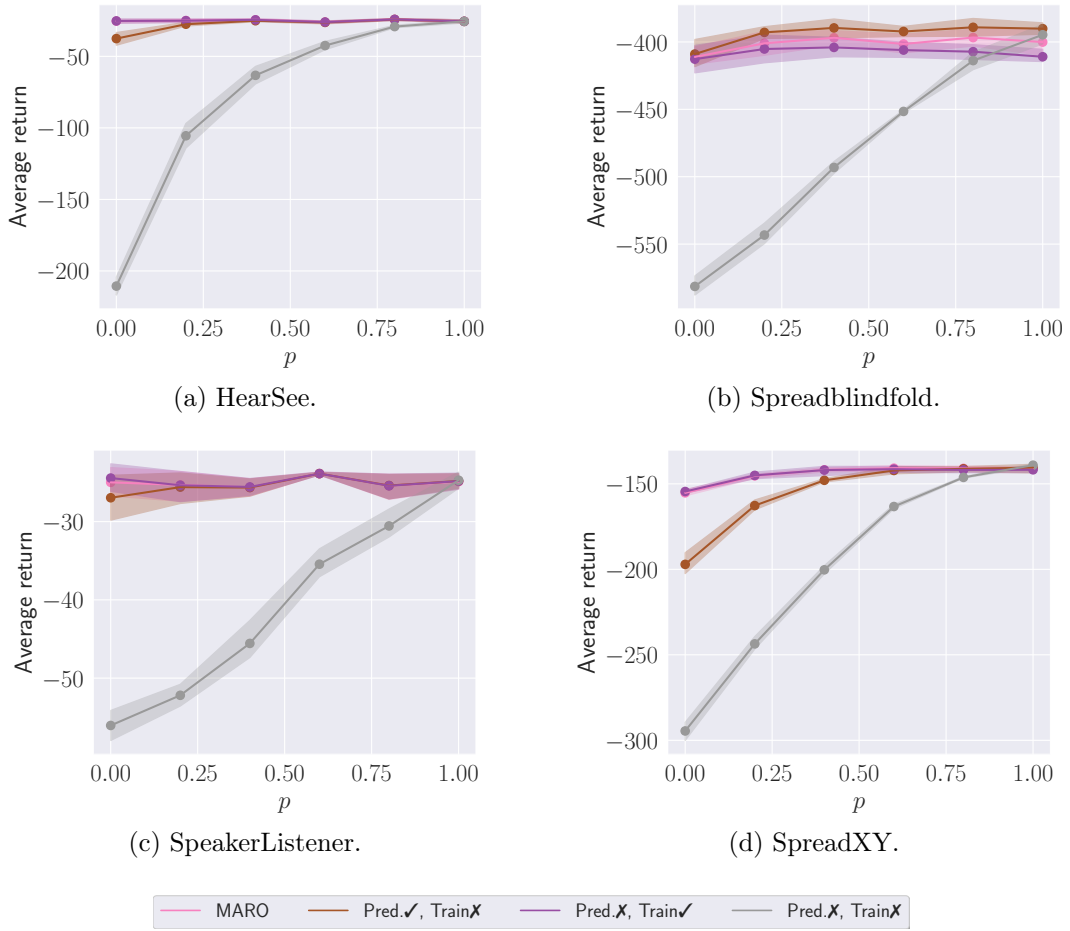 Average return
−50
−100
−150
−200
0.00 0.25 0.50 0.75 1.00
p
(a) HearSee.
Average return
−400
−450
−500
−550
0.00 0.25 0.50 0.75 1.00
p
(b) Spreadblindfold.
Average return
−30
−40
−50
0.00 0.25 0.50 0.75 1.00
p
(c) SpeakerListener.
Average return
−150
−200
−250
−300
0.00 0.25 0.50 0.75 1.00
p
(d) SpreadXY.
MARO Pred.✓, Train✗ Pred.✗, Train✓ Pred.✗, Train✗